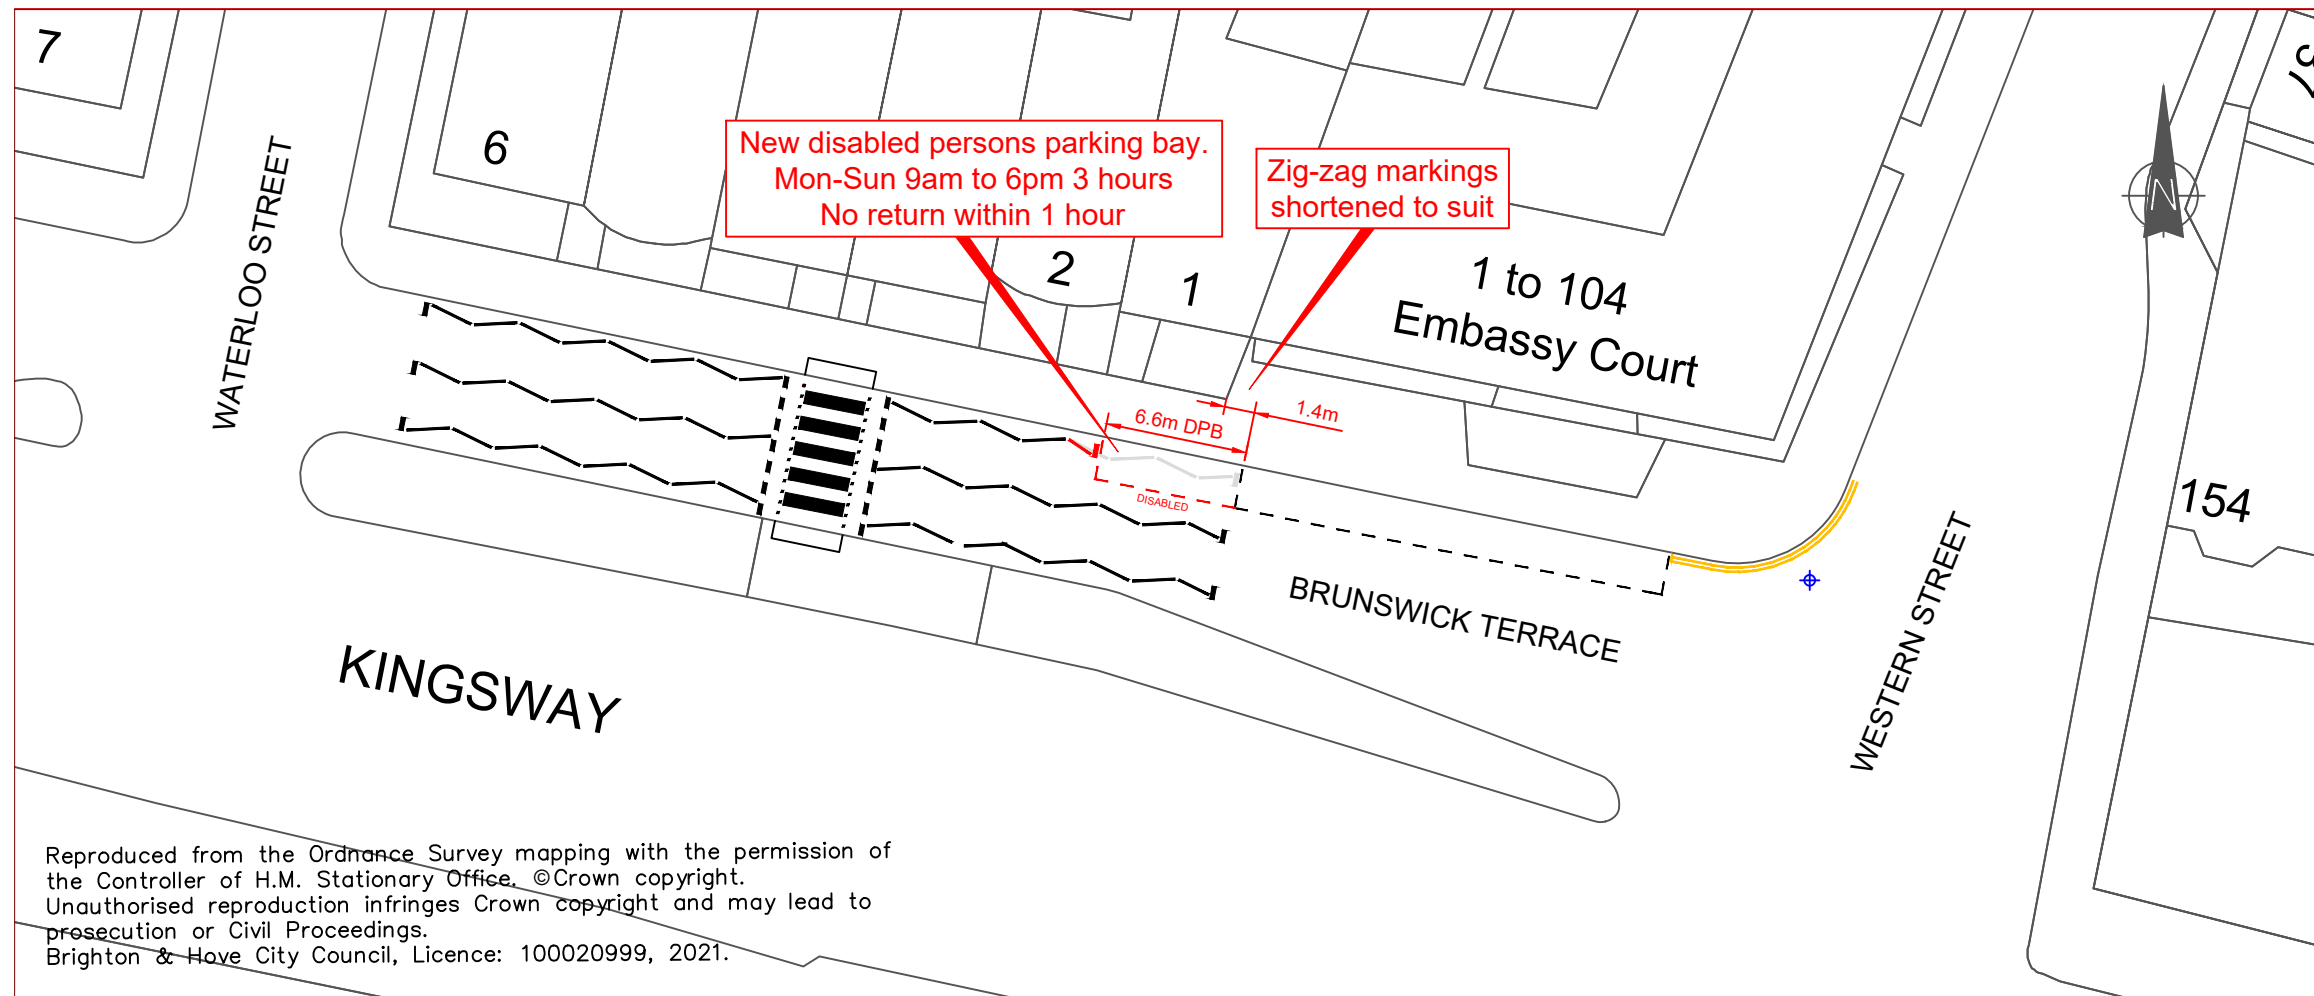 7
6
WATERLOO STREET
New disabled persons parking bay.
Mon-Sun 9am to 6pm 3 hours
No return within 1 hour
Zig-zag markings
shortened to suit
2
1
1 to 104
Embassy Court
N
154
6.6m DPB
1.4m
DISABLED
BRUNSWICK TERRACE
WESTERN STREET
KINGSWAY
Reproduced from the Ordnance Survey mapping with the permission of
the Controller of H.M. Stationary Office. ©Crown copyright.
Unauthorised reproduction infringes Crown copyright and may lead to
prosecution or Civil Proceedings.
Brighton & Hove City Council, Licence: 100020999, 2021.